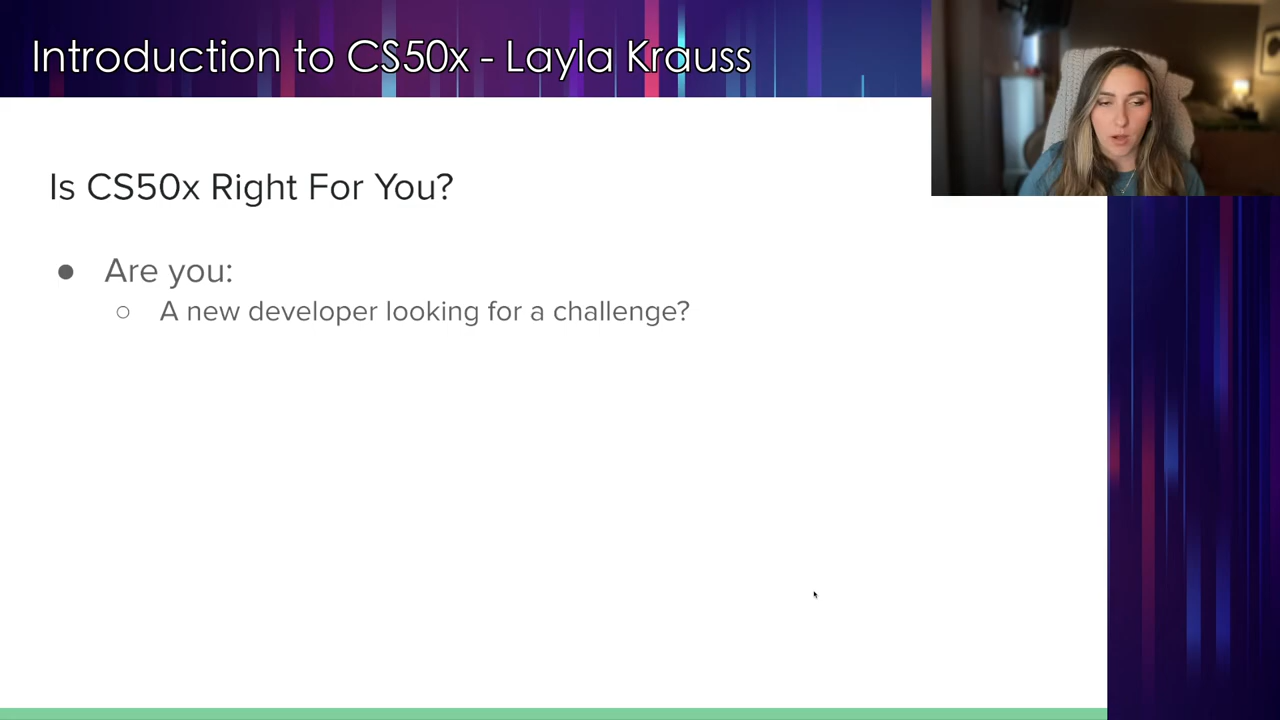 Introduction to CS50x - Layla Krauss
Is CS50x Right For You?
● Are you:
○ A new developer looking for a challenge?